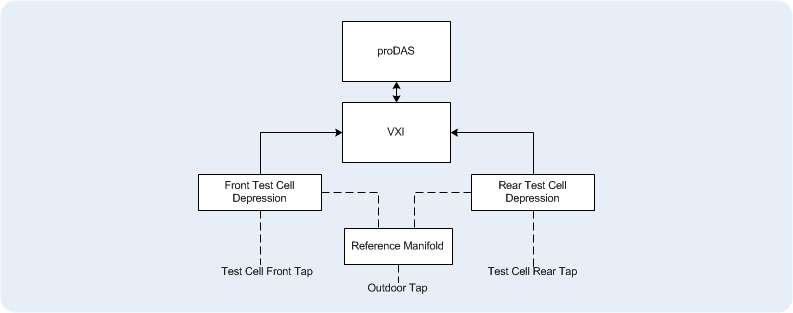 proDAS
VXI
Front Test Cell
Depression
Rear Test Cell
Depression
Reference Manifold
Test Cell Front Tap
Test Cell Rear Tap
Outdoor Tap